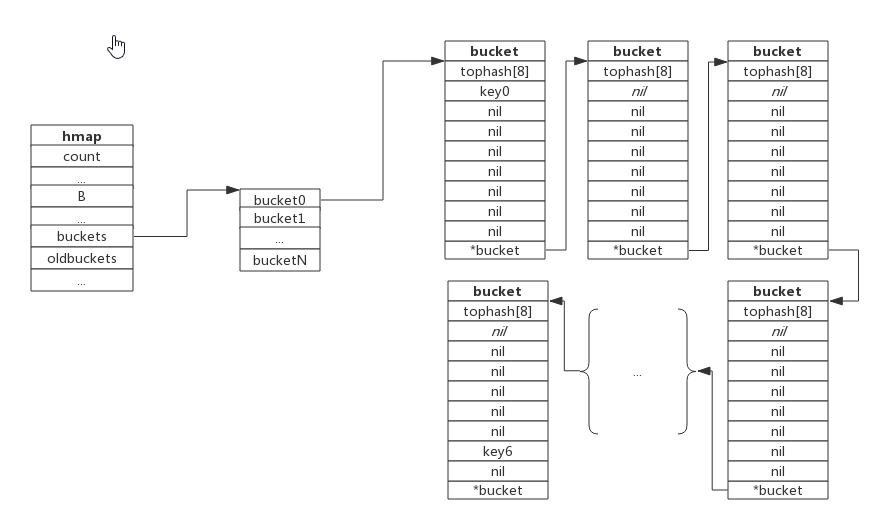 hmap
count
...
B
...
buckets
oldbuckets
...
bucket0
bucket1
...
bucketN
bucket
tophash[8]
key0
nil
nil
nil
nil
nil
nil
nil
*bucket
bucket
tophash[8]
nil
nil
nil
nil
nil
nil
nil
nil
*bucket
bucket
tophash[8]
nil
nil
nil
nil
nil
nil
nil
nil
*bucket
bucket
tophash[8]
nil
nil
nil
nil
nil
nil
key6
nil
*bucket
...
bucket
tophash[8]
nil
nil
nil
nil
nil
nil
nil
nil
*bucket